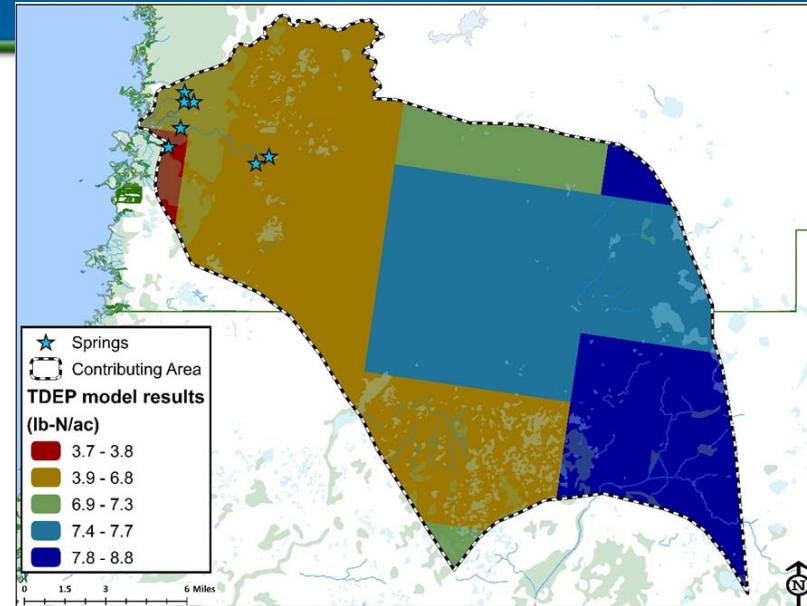 Springs
Contributing Area
TDEP model results
(lb-N/ac)
3.7 - 3.8
3.9 - 6.8
6.9 - 7.3
7.4 - 7.7
7.8 - 8.8
0 1.5 3 6 Miles
N